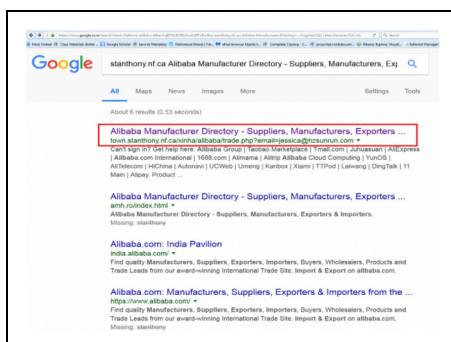 Google
stanthony.nf.ca Alibaba Manufacturer Directory - Suppliers, Manufacturers, Exp
All Maps News Images More Settings Tools
About 6 results (0.53 seconds)
Alibaba Manufacturer Directory - Suppliers, Manufacturers, Exporters ...
town.stanthony.nf.ca/xinha/alibaba/trade.php?email=jessica@hzsunrun.com
Can't sign in? Get help here. Alibaba Group | Taobao Marketplace | Tmall.com | Juhuasuan | AliExpress
| Alibaba.com International | 1688.com | Alimama | Alitrip Alibaba Cloud Computing | YunOS |
AliTelecom | HiChina | Autonavi | UCWeb | Umeng | Kanbox | Xiami | TTPod | Laiwang | DingTalk | 11
Main | Alipay. Product ...
Alibaba Manufacturer Directory - Suppliers, Manufacturers, Exporters ...
amh.ro/index.html
Alibaba Manufacturer Directory - Suppliers, Manufacturers, Exporters & Importers.
Missing: stanthony
Alibaba.com: India Pavilion
india.alibaba.com/
Find quality Manufacturers, Suppliers, Exporters, Importers, Buyers, Wholesalers, Products and
Trade Leads from our award-winning International Trade Site. Import & Export on alibaba.com.
Alibaba.com: Manufacturers, Suppliers, Exporters & Importers from the ...
https://www.alibaba.com/
Find quality Manufacturers, Suppliers, Exporters, Importers, Buyers, Wholesalers, Products and
Trade Leads from our award-winning International Trade Site. Import & Export on alibaba.com.
Missing: stanthony